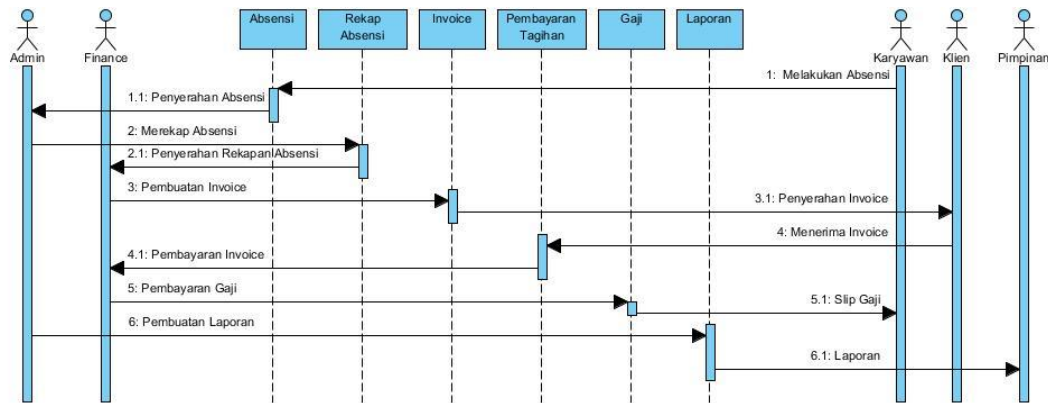 Absensi
Rekap
Absensi
Invoice
Pembayaran
Tagihan
Gaji
Laporan
Admin
Finance
Karyawan
Klien
Pimpinan
1: Melakukan Absensi
1.1: Penyerahan Absensi
2: Merekap Absensi
2.1: Penyerahan Rekapan Absensi
3: Pembuatan Invoice
3.1: Penyerahan Invoice
4: Menerima Invoice
4.1: Pembayaran Invoice
5: Pembayaran Gaji
5.1: Slip Gaji
6: Pembuatan Laporan
6.1: Laporan